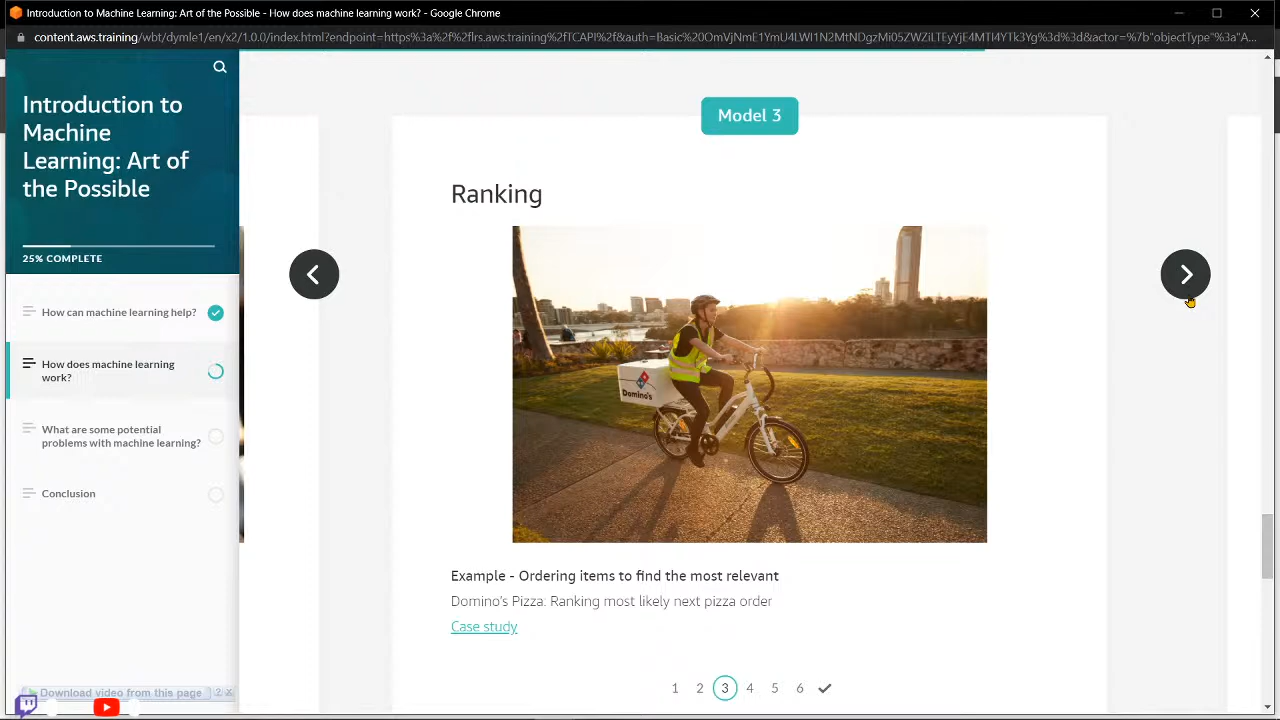 Introduction to Machine Learning: Art of the Possible - How does machine learning work? - Google Chrome
content.aws.training/wbt/dymle1/en/x2/1.0.0/index.html?endpoint=https%3a%2f%2flrs.aws.training%2fTCAPI%2f&auth=Basic%20OmVjNmE1YmU4LWI1N2MtNDgzMi05ZWZiLTEyYjE4MTI4YTk3Yg%3d%3d&actor=%7b"objectType"%3a"A...
Introduction to
Machine
Learning: Art of
the Possible
25% COMPLETE
How can machine learning help?
How does machine learning
work?
What are some potential
problems with machine learning?
Conclusion
Model 3
Ranking
Domino's
Example - Ordering items to find the most relevant
Domino's Pizza: Ranking most likely next pizza order
Case study
1 2 3 4 5 6
Download video from this page ? X